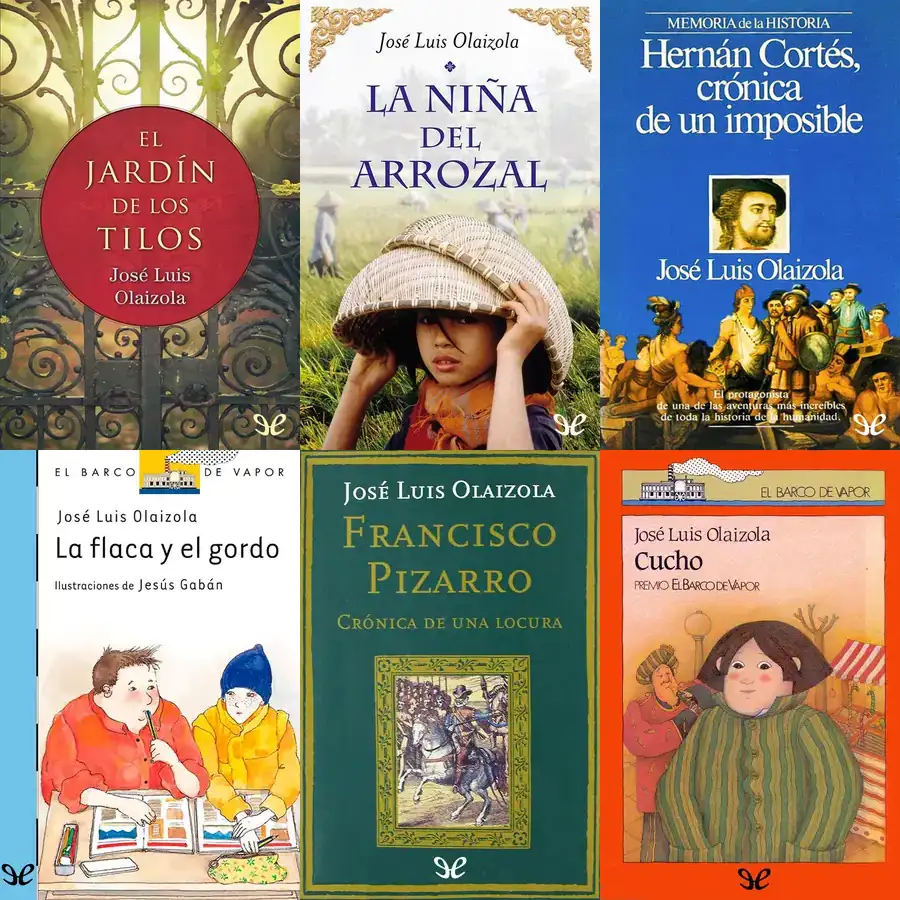 EL
JARDÍN
DE LOS
TILOS
José Luis
Olaizola
José Luis Olaizola
LA NIÑA
DEL
ARROZAL
MEMORIA de la HISTORIA
Hernán Cortés,
crónica
de un imposible
José Luis Olaizola
El protagonista
de una de las aventuras más increíbles
de toda la historia de la humanidad.
EL BARCO DE VAPOR
José Luis Olaizola
La flaca y el gordo
Ilustraciones de Jesús Gabán
JOSÉ LUIS OLAIZOLA
FRANCISCO
PIZARRO
CRÓNICA DE UNA LOCURA
EL BARCO DE VAPOR
José Luis Olaizola
Cucho
PREMIO EL BARCO DE VAPOR